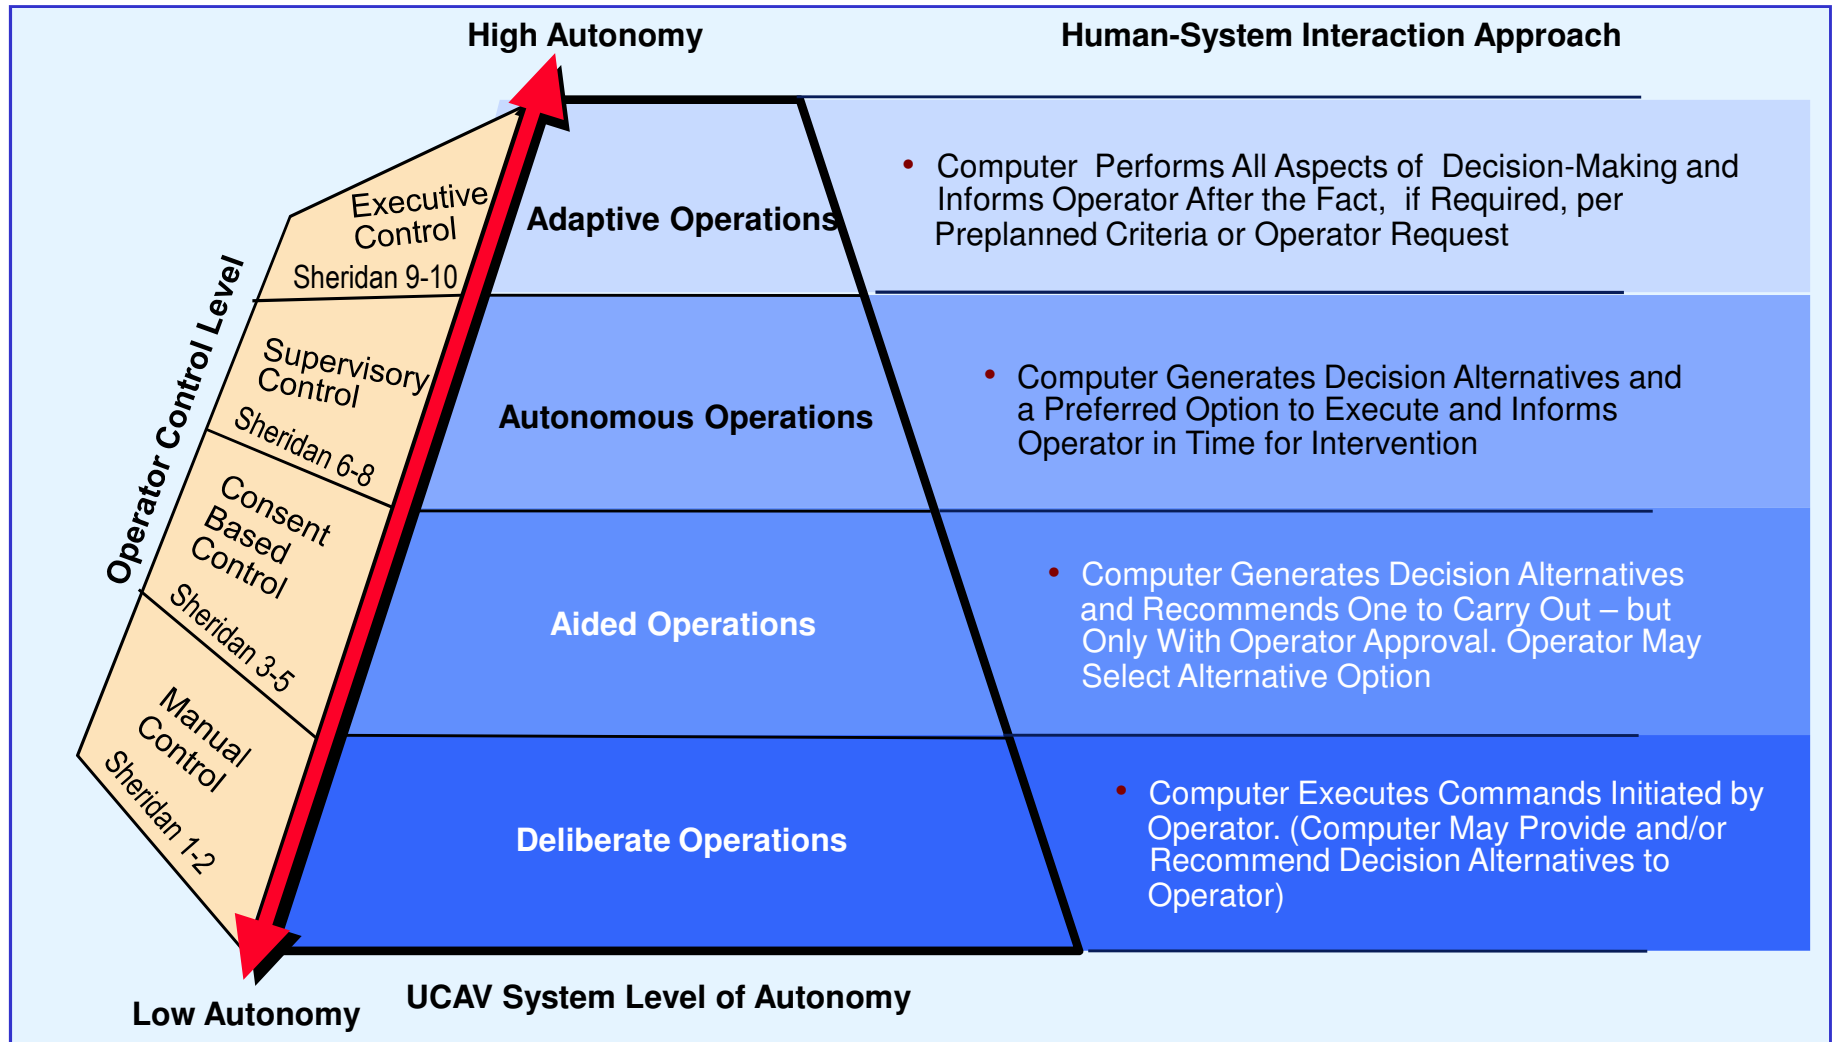 High Autonomy
Human-System Interaction Approach
Executive
Control
Sheridan 9-10
Adaptive Operations
• Computer Performs All Aspects of Decision-Making and
Informs Operator After the Fact, if Required, per
Preplanned Criteria or Operator Request
Operator Control Level
Supervisory
Control
Sheridan 6-8
Autonomous Operations
• Computer Generates Decision Alternatives and
a Preferred Option to Execute and Informs
Operator in Time for Intervention
Consent
Based
Control
Sheridan 3-5
Aided Operations
• Computer Generates Decision Alternatives
and Recommends One to Carry Out – but
Only With Operator Approval. Operator May
Select Alternative Option
Manual
Control
Sheridan 1-2
Deliberate Operations
• Computer Executes Commands Initiated by
Operator. (Computer May Provide and/or
Recommend Decision Alternatives to
Operator)
Low Autonomy
UCAV System Level of Autonomy